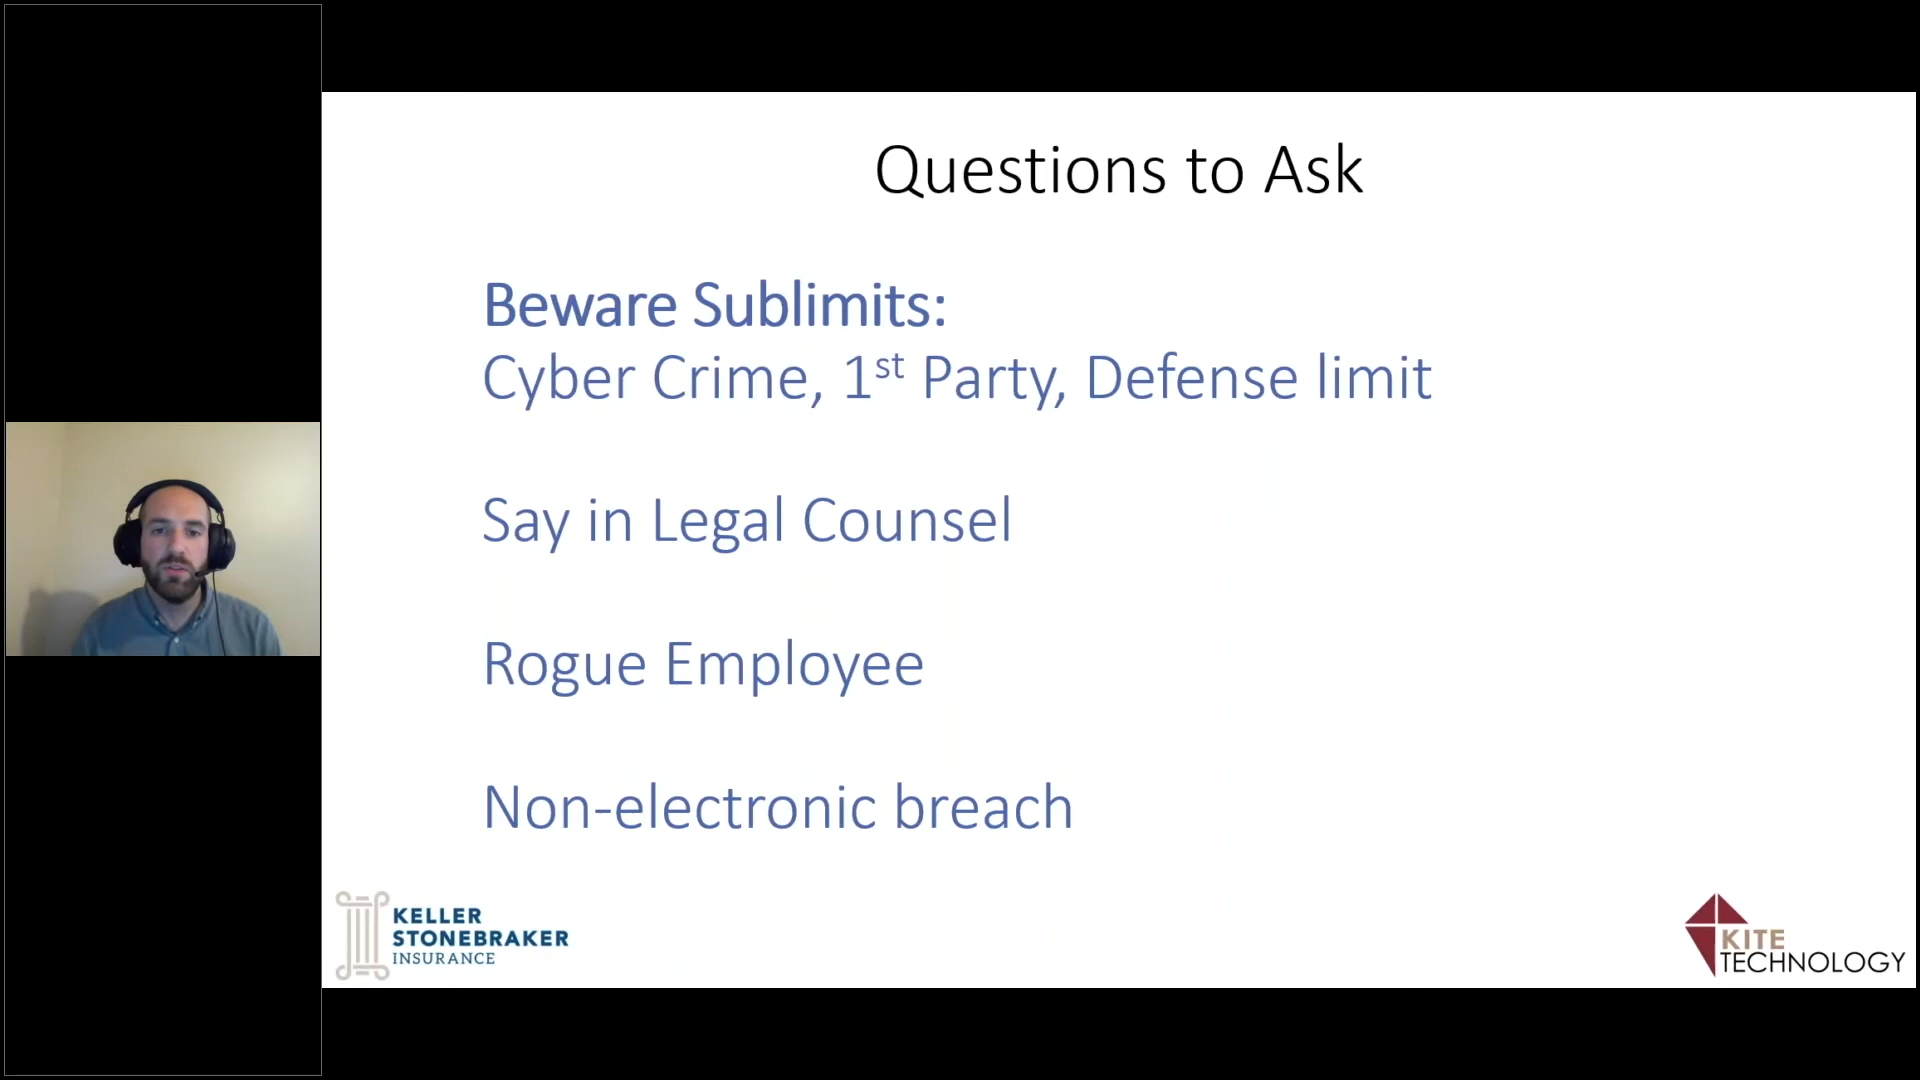 Questions to Ask
Beware Sublimits:
Cyber Crime, 1st Party, Defense limit
Say in Legal Counsel
Rogue Employee
Non-electronic breach
KELLER
STONEBRAKER
INSURANCE
KITE
TECHNOLOGY